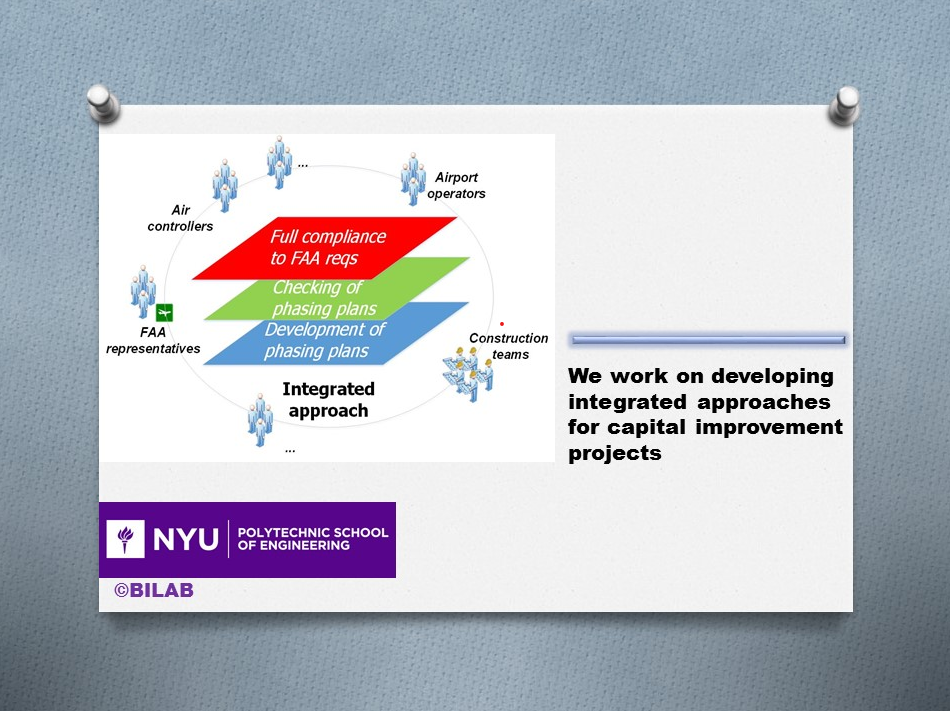 ...
Airport
operators
Air
controllers
Full compliance
to FAA reqs
Checking of
phasing plans
Development of
phasing plans
FAA
representatives
Construction
teams
Integrated
approach
...
We work on developing
integrated approaches
for capital improvement
projects
NYU
POLYTECHNIC SCHOOL
OF ENGINEERING
©BILAB